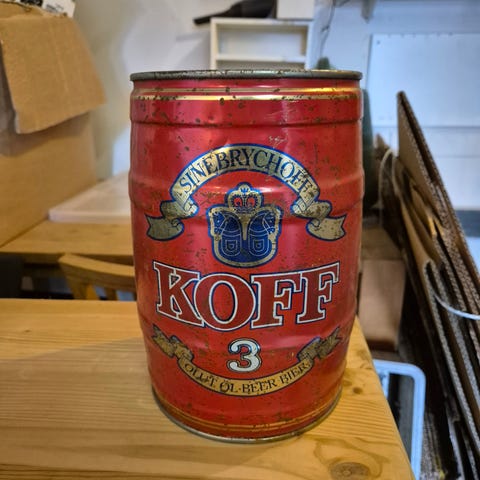 SINEBRYCHOFF
KOFF
3
OLUT ÖL·BEER BIER